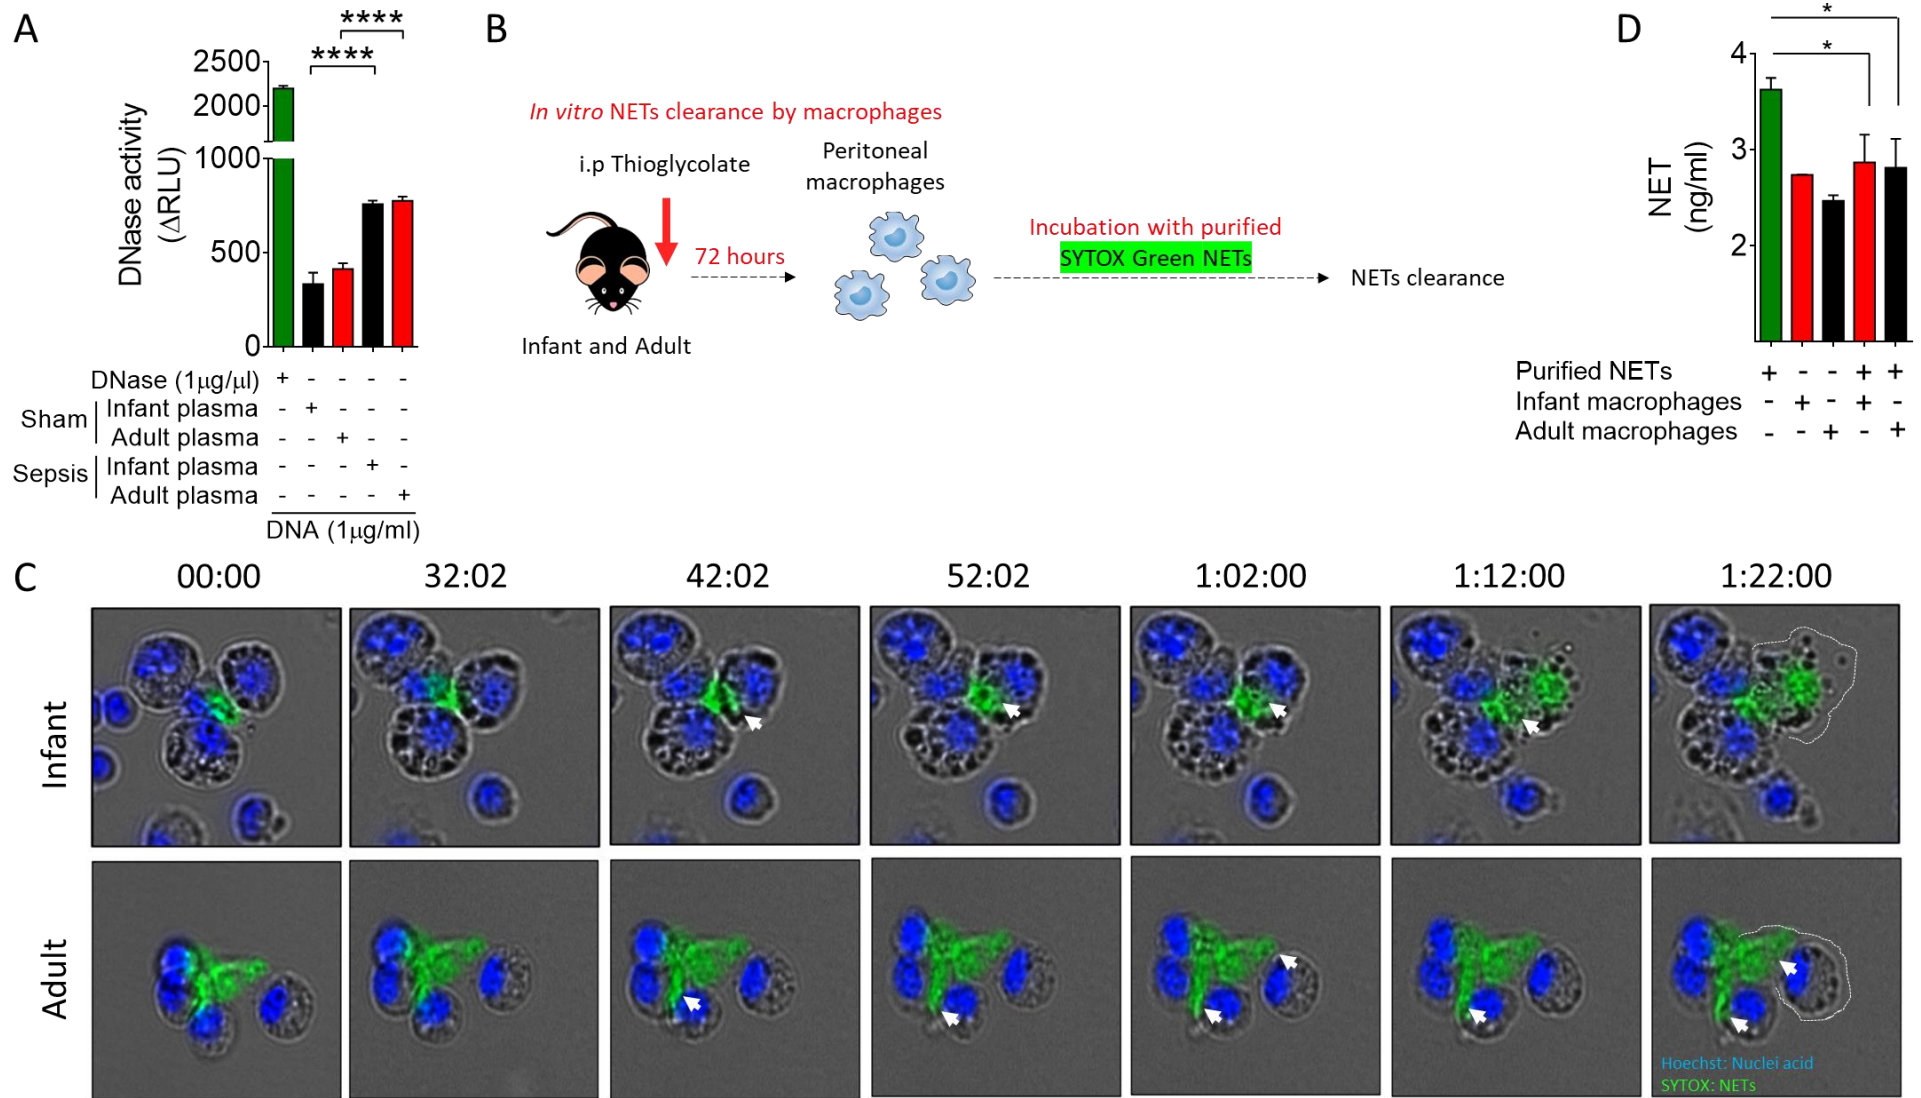 A
B
D
****
****
2500
2000
1000
500
0
DNase activity
(ΔRLU)
DNase (1μg/μl) + - - - -
Sham
Infant plasma - + - - -
Adult plasma - - + - -
Sepsis
Infant plasma - - - + -
Adult plasma - - - - +
DNA (1μg/ml)
In vitro NETs clearance by macrophages
i.p Thioglycolate
Peritoneal
macrophages
72 hours
Infant and Adult
Incubation with purified
SYTOX Green NETs
NETs clearance
*
*
4
3
2
NET
(ng/ml)
Purified NETs + - - + +
Infant macrophages - + - + -
Adult macrophages - - + - +
C
00:00 32:02 42:02 52:02 1:02:00 1:12:00 1:22:00
Infant
Adult
Hoechst: Nuclei acid
SYTOX: NETs